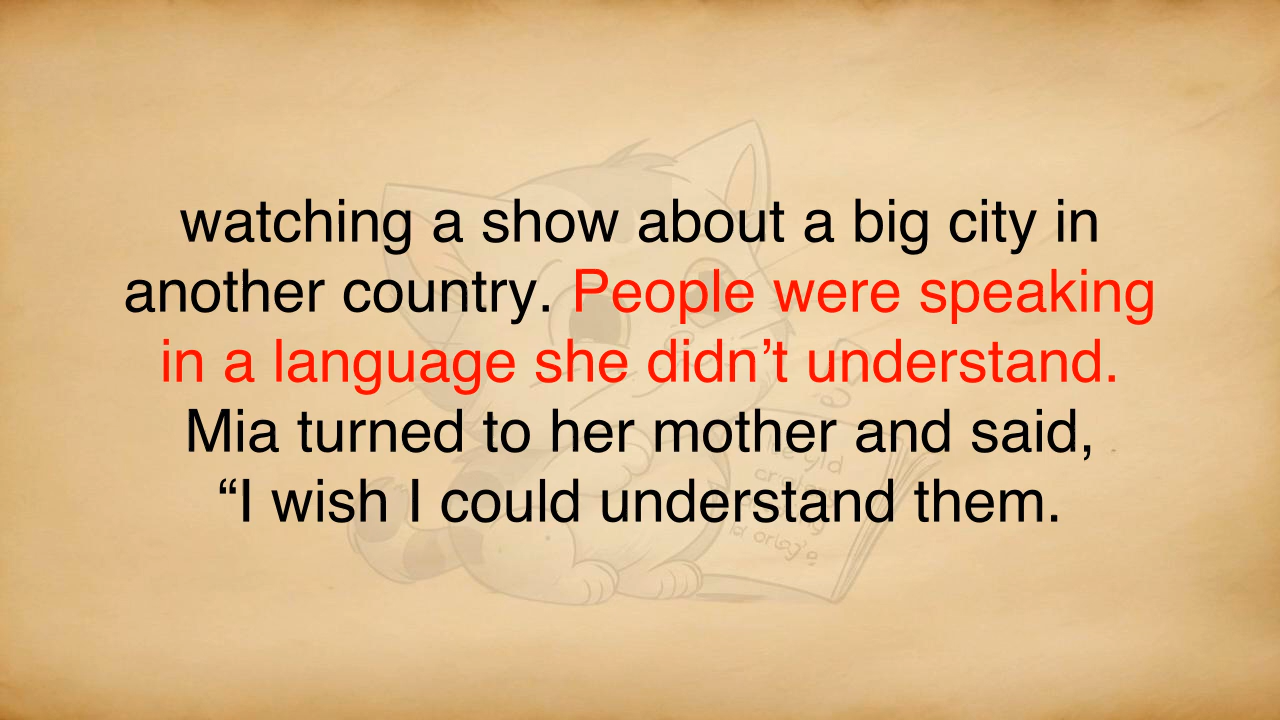 watching a show about a big city in
another country. People were speaking
in a language she didn’t understand.
Mia turned to her mother and said,
“I wish I could understand them.